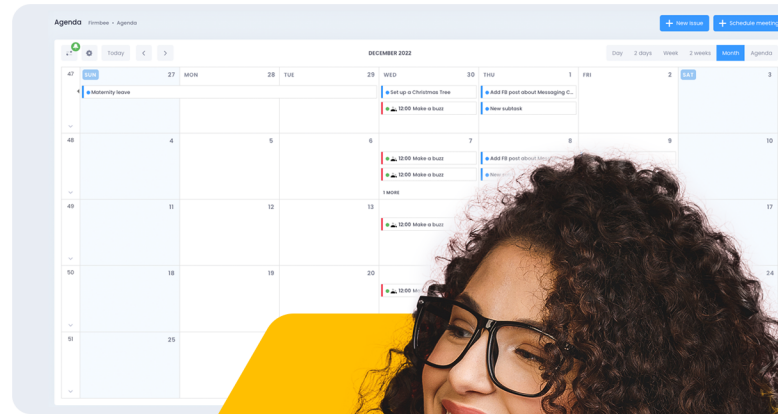 Agenda Firmbee • Agenda
+ New issue
+ Schedule meeting
Today
DECEMBER 2022
Day 2 days Week 2 weeks Month Agenda
47 SUN 27 MON 28 TUE 29 WED 30 THU 1 FRI 2 SAT 3
Maternity leave
Set up a Christmas Tree
Add FB post about Messaging C...
12:00 Make a buzz
New subtask
48 4 5 6 7 8 9 10
12:00 Make a buzz
Add FB post about
12:00 Make a buzz
New
1 MORE
49 11 12 13 17
12:00 Make a buzz
50 18 19 20 24
12:00
51 25